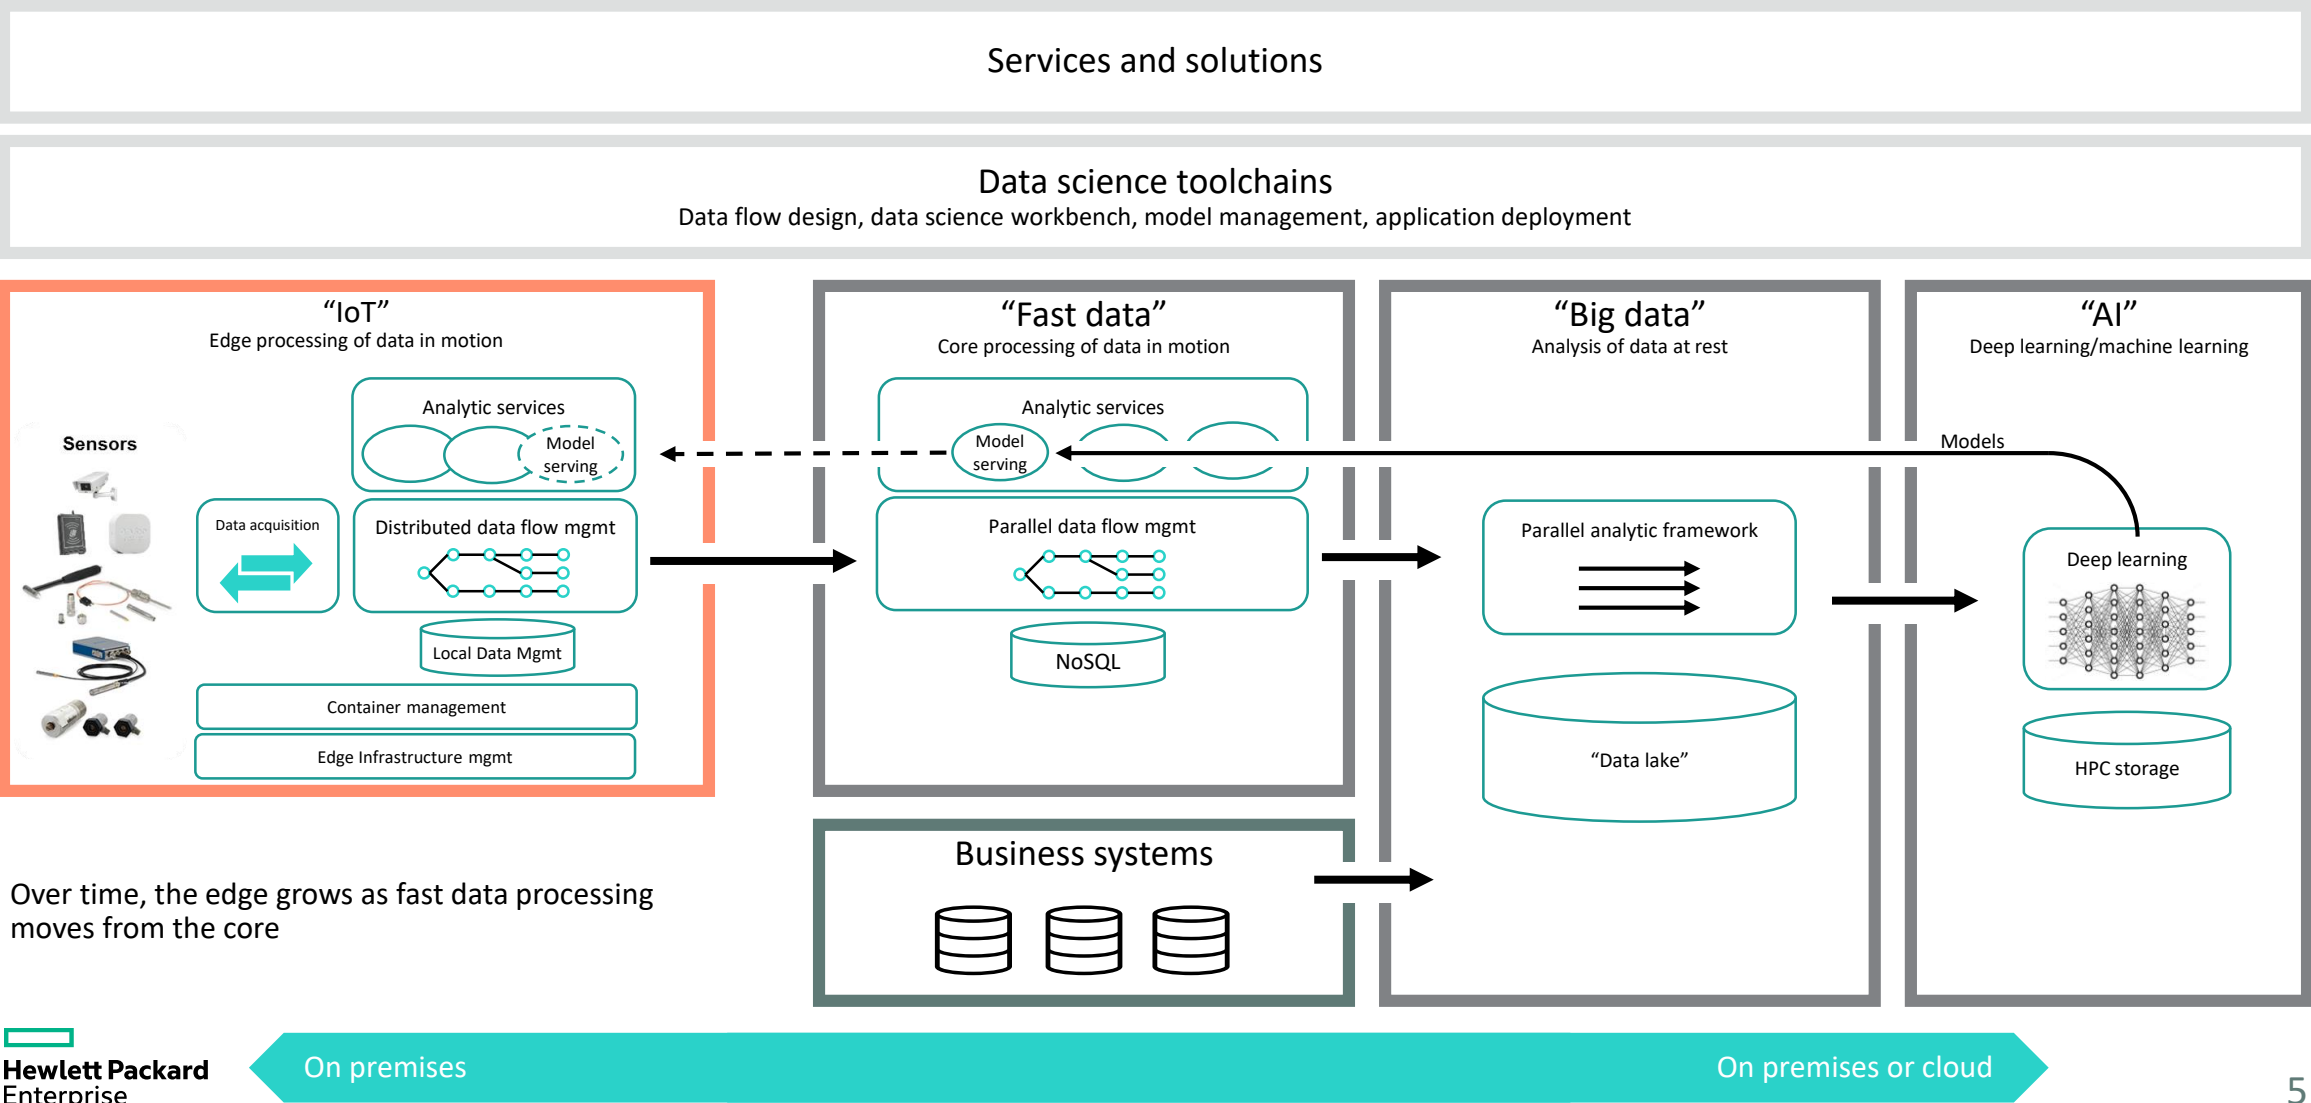 Services and solutions
Data science toolchains
Data flow design, data science workbench, model management, application deployment
“IoT”
Edge processing of data in motion
Analytic services
Model
serving
Sensors
Data acquisition
Distributed data flow mgmt
Local Data Mgmt
Container management
Edge Infrastructure mgmt
“Fast data”
Core processing of data in motion
Analytic services
Model
serving
Parallel data flow mgmt
NoSQL
“Big data”
Analysis of data at rest
Parallel analytic framework
“Data lake”
“AI”
Deep learning/machine learning
Models
Deep learning
HPC storage
Business systems
Over time, the edge grows as fast data processing
moves from the core
Hewlett Packard
Enterprise
On premises
On premises or cloud
5